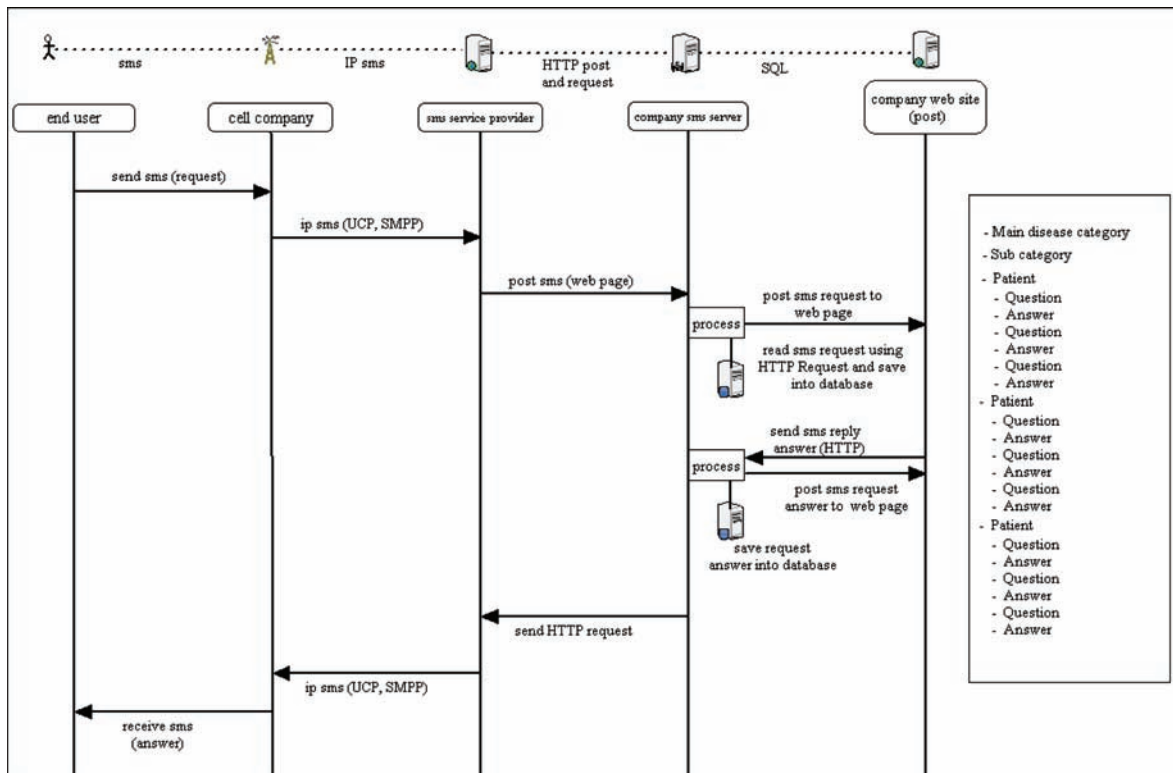 sms
IP sms
HTTP post
and request
SQL
end user
cell company
sms service provider
company sms server
company web site
(post)
send sms (request)
ip sms (UCP, SMPP)
post sms (web page)
process
post sms request to
web page
read sms request using
HTTP Request and save
into database
send sms reply
answer (HTTP)
process
post sms request
answer to web page
save request
answer into database
send HTTP request
ip sms (UCP, SMPP)
receive sms
(answer)
- Main disease category
- Sub category
- Patient
- Question
- Answer
- Question
- Answer
- Question
- Answer
- Patient
- Question
- Answer
- Question
- Answer
- Question
- Answer
- Patient
- Question
- Answer
- Question
- Answer
- Question
- Answer